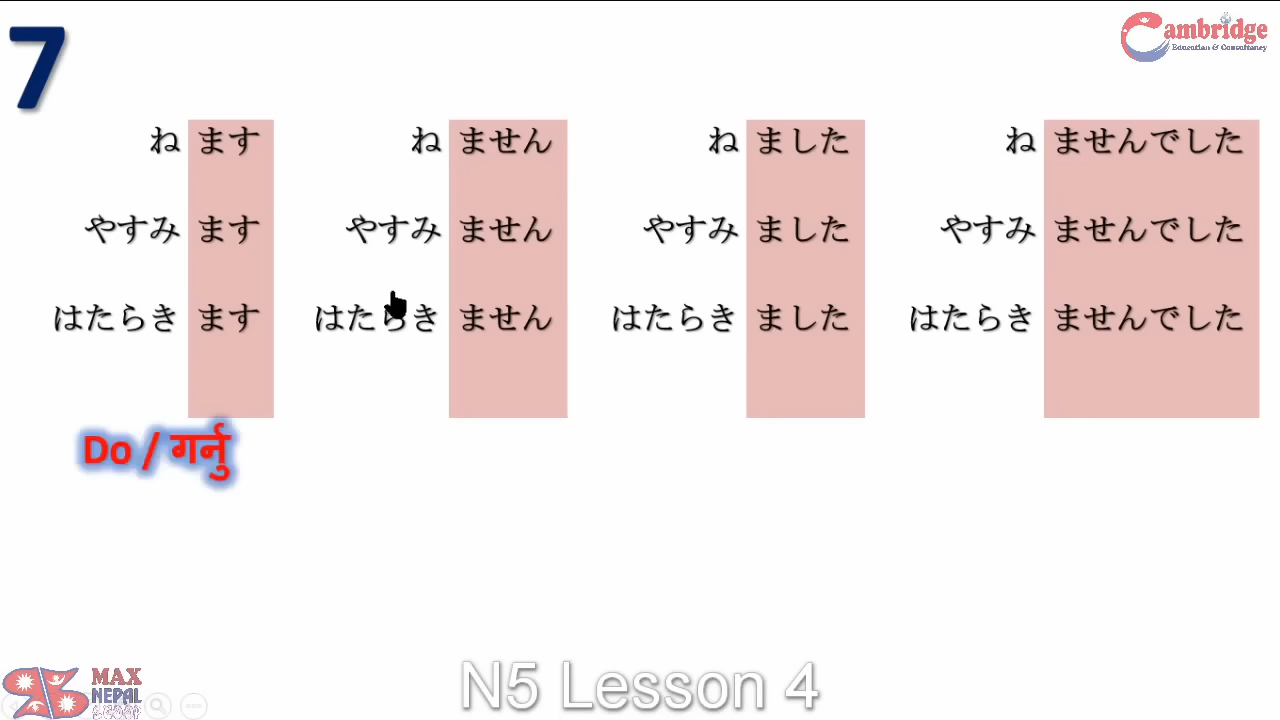 7
Cambridge
Education & Consultancy
ね ます ね ません ね ました ね ませんでした
やすみ ます やすみ ません やすみ ました やすみ ませんでした
はたらき ます はたらき ません はたらき ました はたらき ませんでした
Do / गर्नु
N5 Lesson 4
MAX
NEPAL